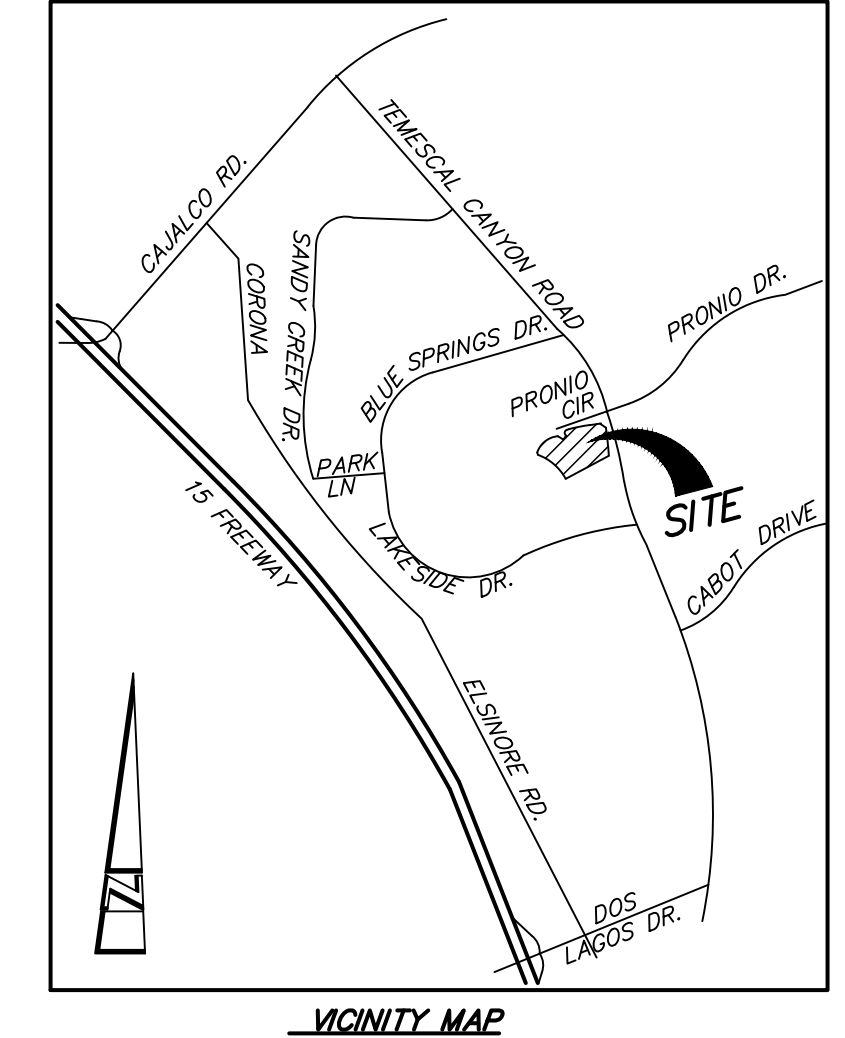 TEMESCAL CANYON ROAD
CAJALCO RD.
CORONA
SANDY CREEK DR.
PRONIO DR.
BLUE SPRINGS DR.
PRONIO
CIR
PARK
LN
15 FREEWAY
SITE
LAKESIDE DR.
CABOT DRIVE
ELSINORE RD.
DOS
LAGOS DR.
N
VICINITY MAP